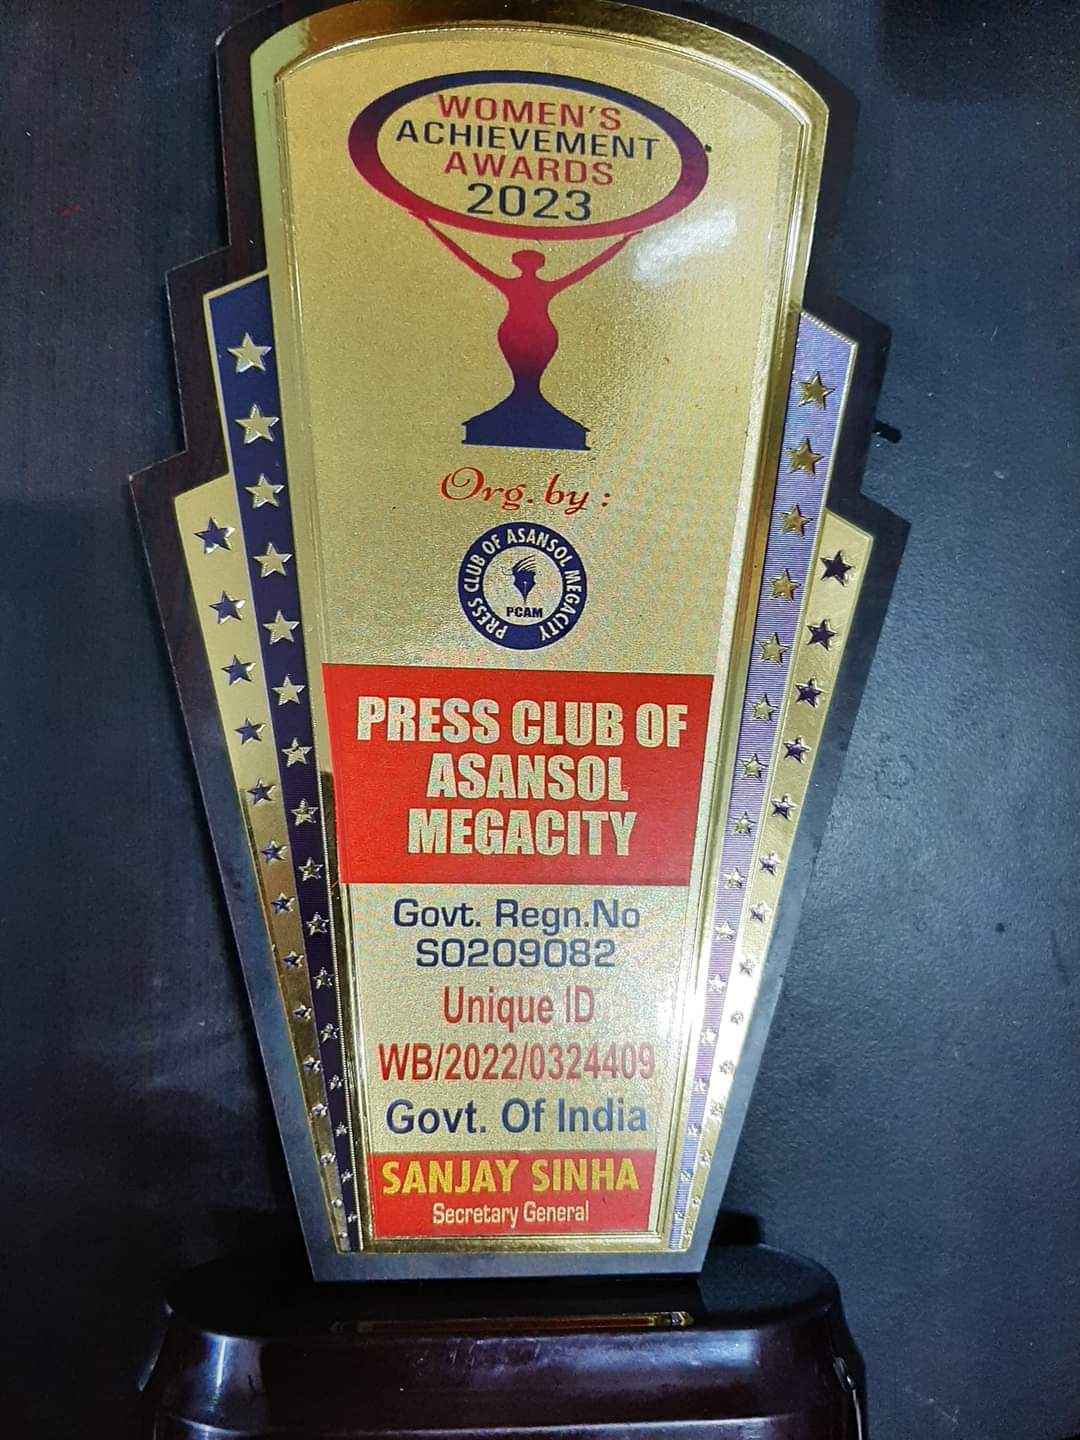 WOMEN'S
ACHIEVEMENT
AWARDS
2023
Org. by :
PRESS CLUB OF ASANSOL MEGACITY
PCAM
PRESS CLUB OF
ASANSOL
MEGACITY
Govt. Regn.No
S0209082
Unique ID
WB/2022/0324409
Govt. Of India
SANJAY SINHA
Secretary General